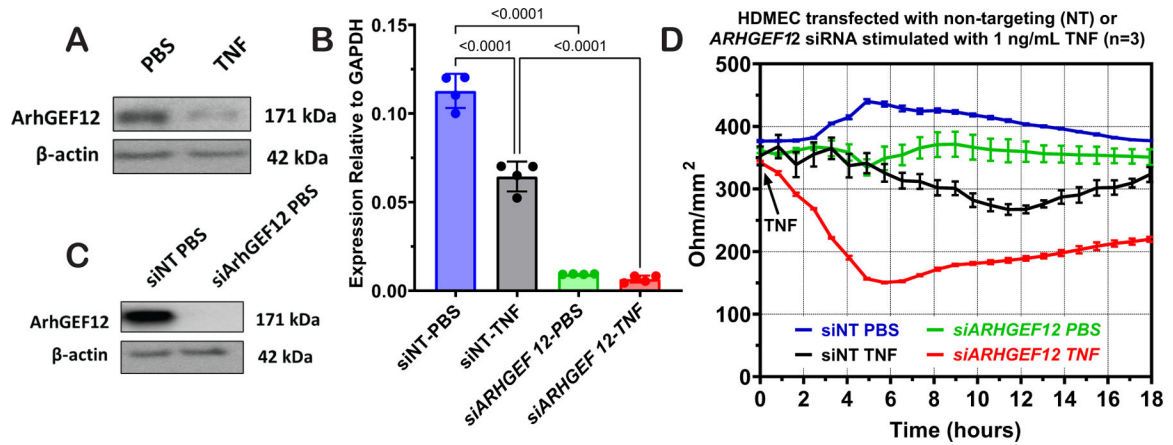 A
PBS
TNF
ArhGEF12
171 kDa
β-actin
42 kDa
C
siNT PBS
siArhGEF12 PBS
ArhGEF12
171 kDa
β-actin
42 kDa
B
<0.0001
<0.0001
<0.0001
Expression Relative to GAPDH
0.15
0.10
0.05
0.00
siNT-PBS
siNT-TNF
siARHGEF 12-PBS
siARHGEF 12-TNF
D
HDMEC transfected with non-targeting (NT) or
ARHGEF12 siRNA stimulated with 1 ng/mL TNF (n=3)
Ohm/mm²
500
400
300
200
100
0
TNF
siNT PBS
siARHGEF12 PBS
siNT TNF
siARHGEF12 TNF
0 2 4 6 8 10 12 14 16 18
Time (hours)